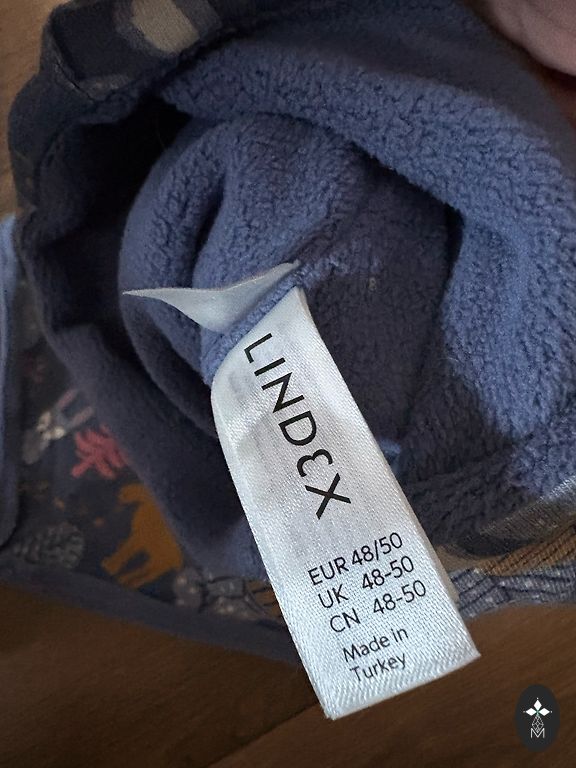 LINDEX
EUR 48/50
UK 48-50
CN 48-50
Made in
Turkey
M